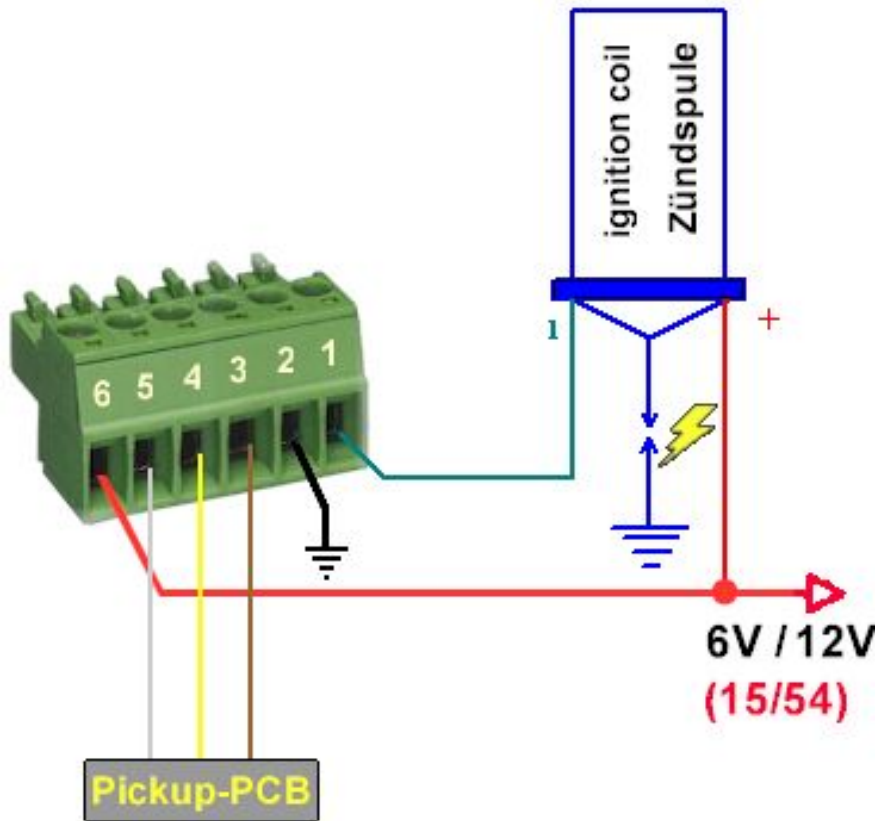 ignition coil
Zündspule
1
+
6 5 4 3 2 1
6V / 12V
(15/54)
Pickup-PCB